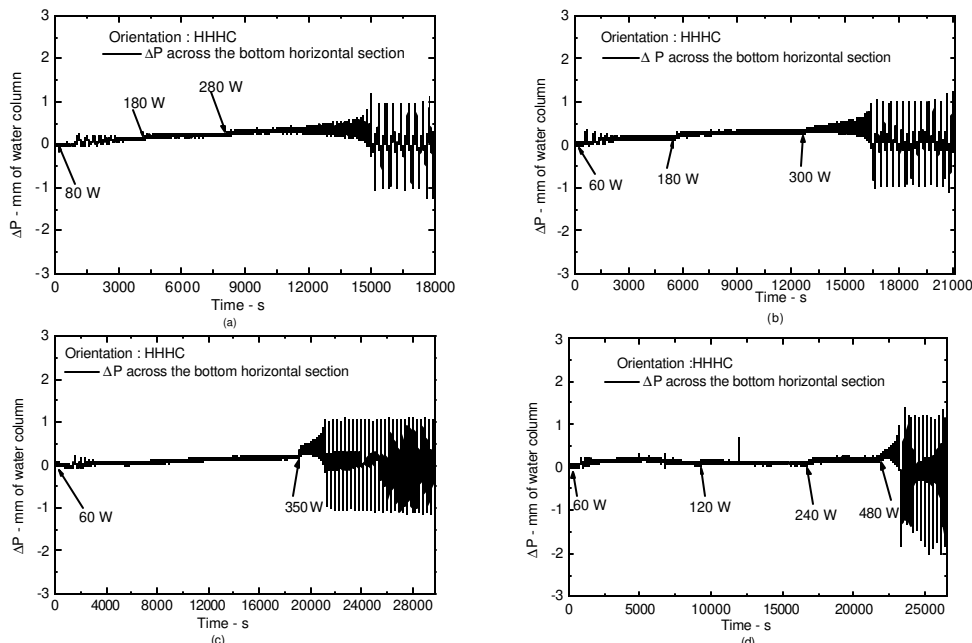 Orientation : HHHC
ΔP across the bottom horizontal section
280 W
180 W
80 W
3
2
1
0
-1
-2
-3
ΔP - mm of water column
0 3000 6000 9000 12000 15000 18000
Time - s
(a)
Orientation : HHHC
Δ P across the bottom horizontal section
60 W
180 W
300 W
3
2
1
0
-1
-2
-3
ΔP - mm of water column
0 3000 6000 9000 12000 15000 18000 21000
Time - s
(b)
Orientation : HHHC
ΔP across the bottom horizontal section
60 W
350 W
3
2
1
0
-1
-2
-3
ΔP - mm of water column
0 4000 8000 12000 16000 20000 24000 28000
Time - s
(c)
Orientation :HHHC
ΔP across the bottom horizontal section
60 W
120 W
240 W
480 W
3
2
1
0
-1
-2
-3
ΔP - mm of water column
0 5000 10000 15000 20000 25000
Time - s
(d)